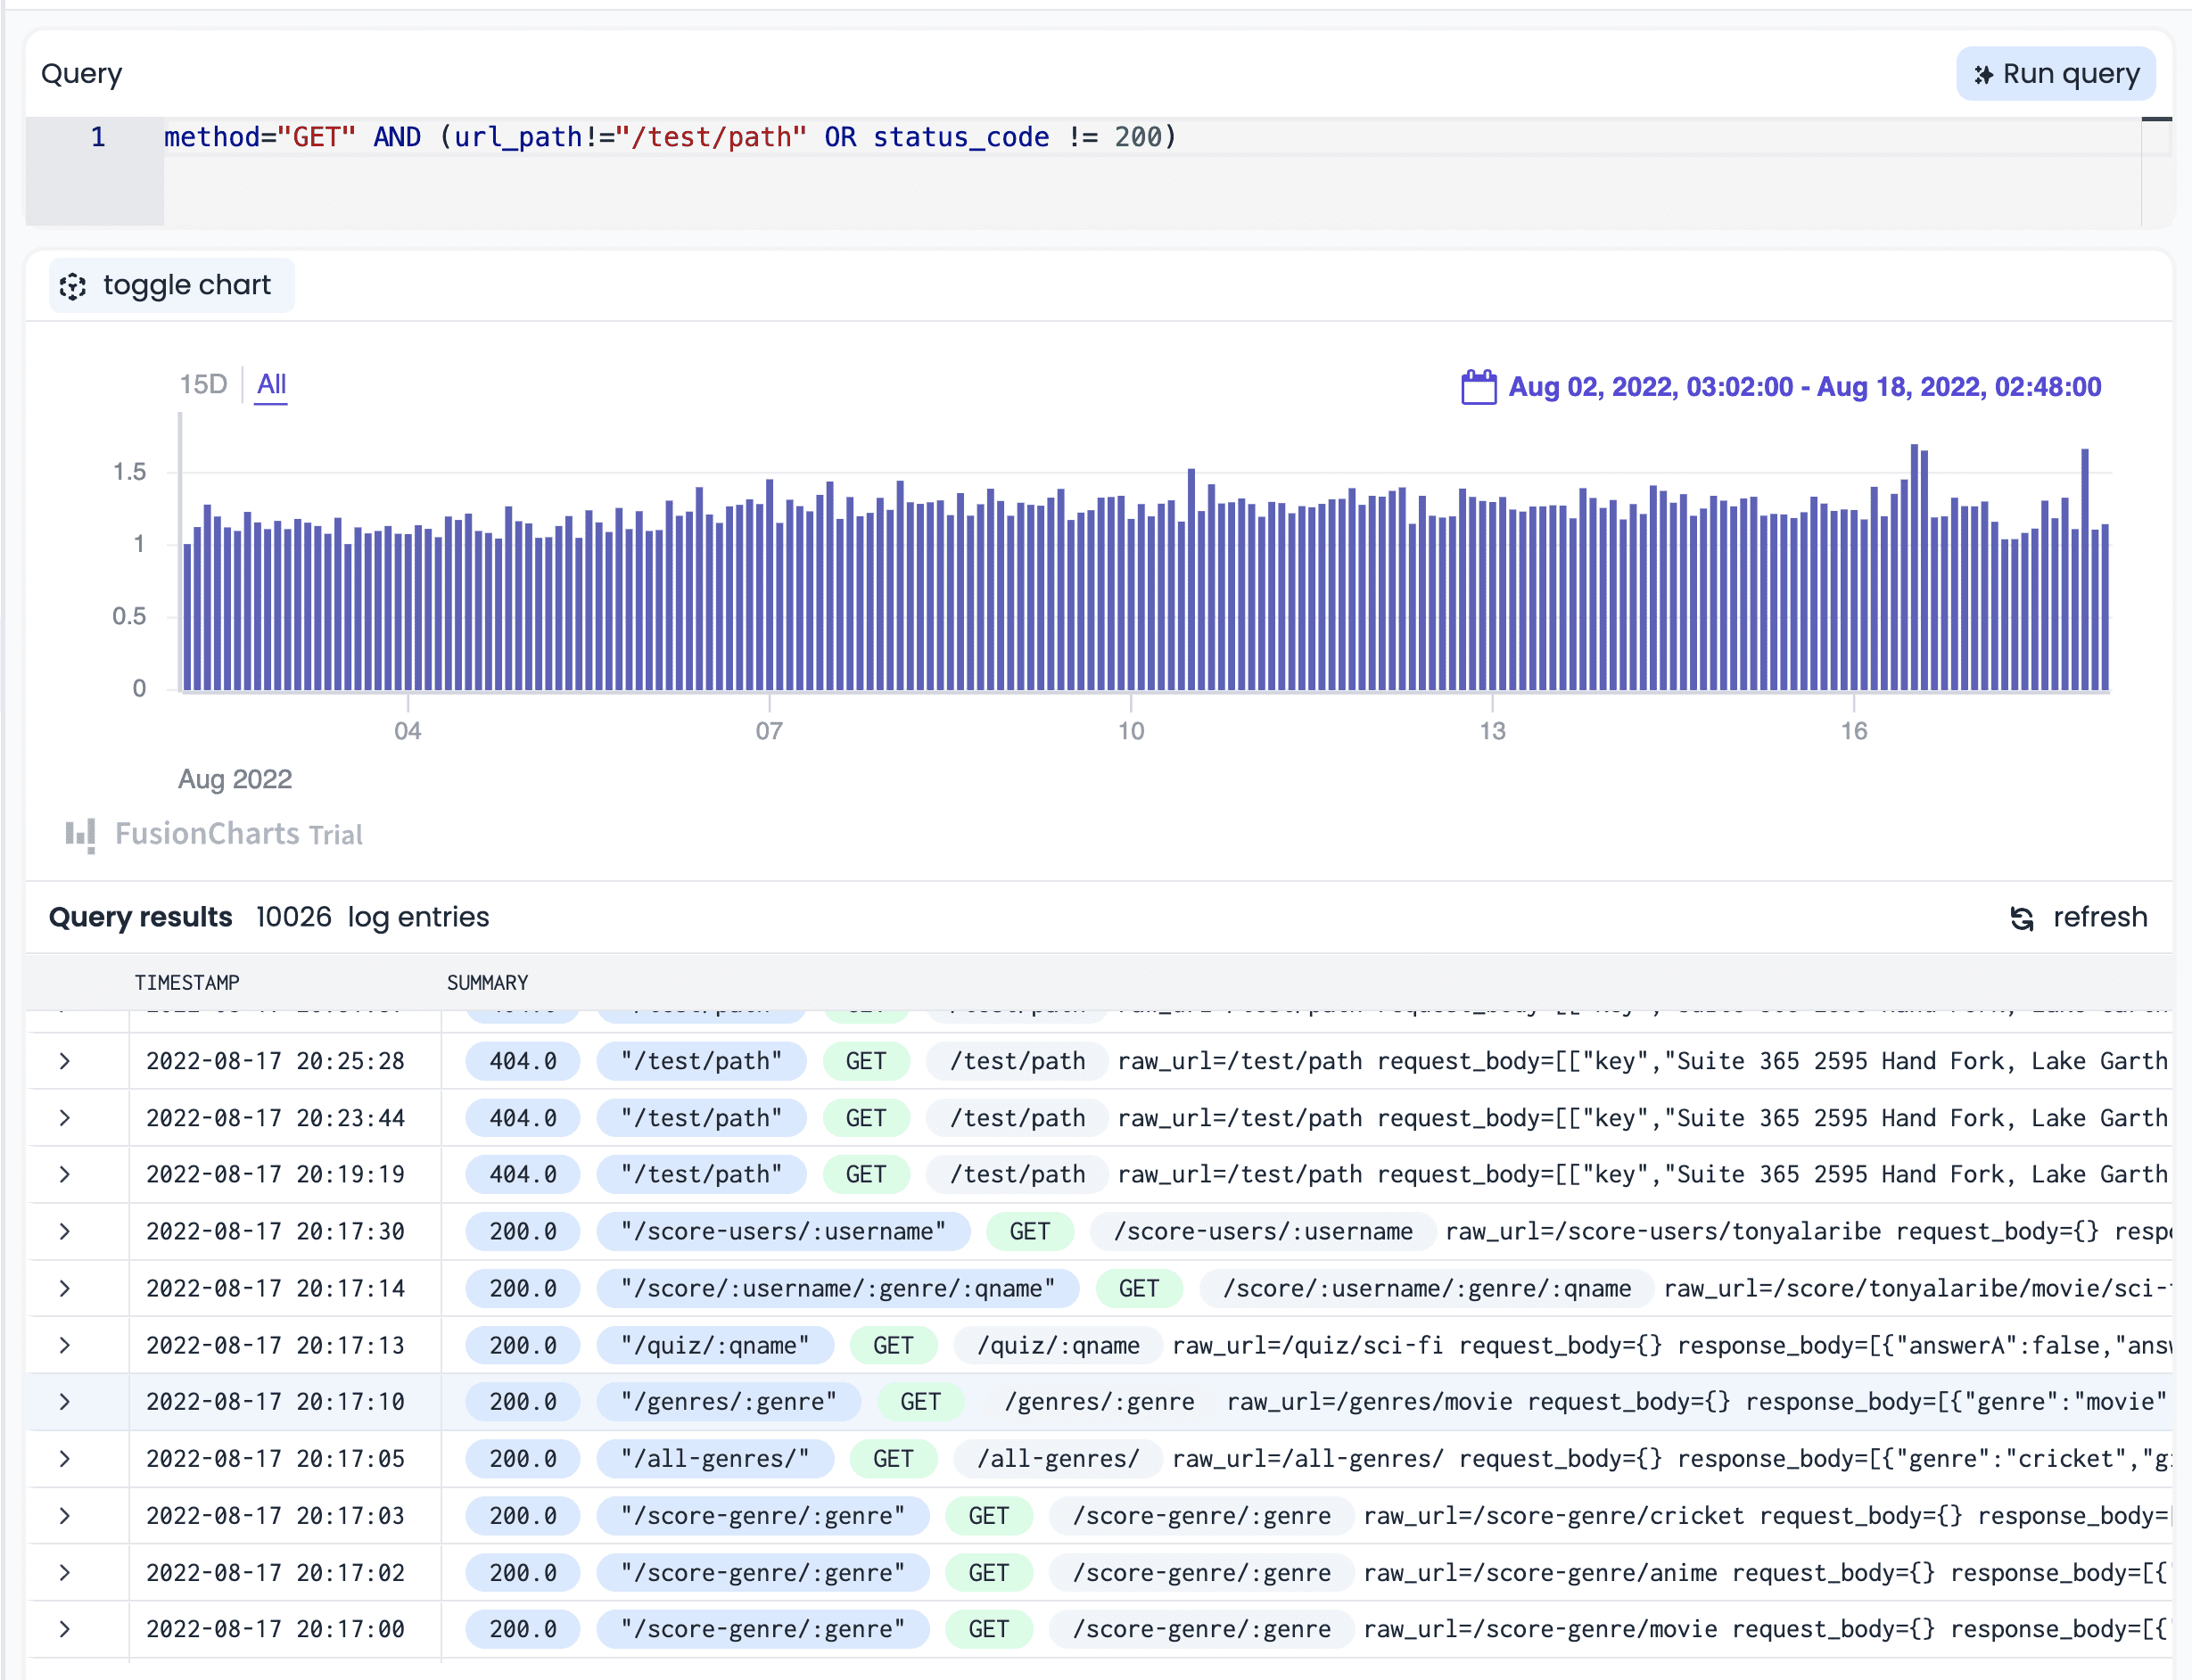 Query
Run query
1 method="GET" AND (url_path!="/test/path" OR status_code != 200)
toggle chart
15D All
Aug 02, 2022, 03:02:00 - Aug 18, 2022, 02:48:00
1.5
1
0.5
0
04 07 10 13 16
Aug 2022
FusionCharts Trial
Query results 10026 log entries
refresh
TIMESTAMP SUMMARY
2022-08-17 20:25:28 404.0 "/test/path" GET /test/path raw_url=/test/path request_body=[["key","Suite 365 2595 Hand Fork, Lake Garth
2022-08-17 20:23:44 404.0 "/test/path" GET /test/path raw_url=/test/path request_body=[["key","Suite 365 2595 Hand Fork, Lake Garth
2022-08-17 20:19:19 404.0 "/test/path" GET /test/path raw_url=/test/path request_body=[["key","Suite 365 2595 Hand Fork, Lake Garth
2022-08-17 20:17:30 200.0 "/score-users/:username" GET /score-users/:username raw_url=/score-users/tonyalaribe request_body={} resp
2022-08-17 20:17:14 200.0 "/score/:username/:genre/:qname" GET /score/:username/:genre/:qname raw_url=/score/tonyalaribe/movie/sci-
2022-08-17 20:17:13 200.0 "/quiz/:qname" GET /quiz/:qname raw_url=/quiz/sci-fi request_body={} response_body=[{"answerA":false,"answ
2022-08-17 20:17:10 200.0 "/genres/:genre" GET /genres/:genre raw_url=/genres/movie request_body={} response_body=[{"genre":"movie"
2022-08-17 20:17:05 200.0 "/all-genres/" GET /all-genres/ raw_url=/all-genres/ request_body={} response_body=[{"genre":"cricket","g
2022-08-17 20:17:03 200.0 "/score-genre/:genre" GET /score-genre/:genre raw_url=/score-genre/cricket request_body={} response_body=[
2022-08-17 20:17:02 200.0 "/score-genre/:genre" GET /score-genre/:genre raw_url=/score-genre/anime request_body={} response_body=[{
2022-08-17 20:17:00 200.0 "/score-genre/:genre" GET /score-genre/:genre raw_url=/score-genre/movie request_body={} response_body=[{